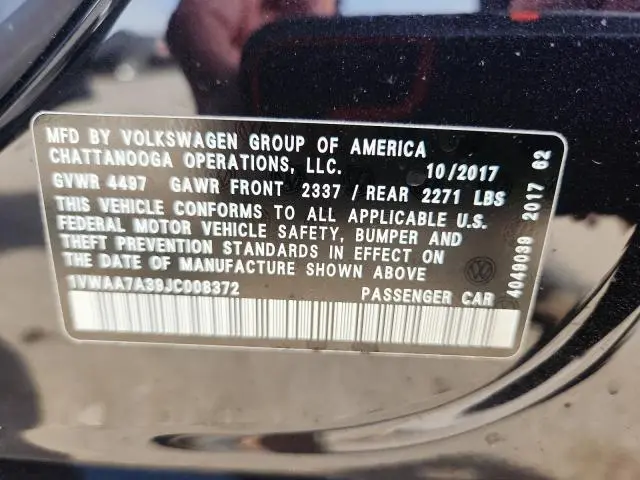 MFD BY VOLKSWAGEN GROUP OF AMERICA
CHATTANOOGA OPERATIONS, LLC. 10/2017
GVWR 4497 GAWR FRONT 2337 / REAR 2271 LBS
THIS VEHICLE CONFORMS TO ALL APPLICABLE U.S.
FEDERAL MOTOR VEHICLE SAFETY, BUMPER AND
THEFT PREVENTION STANDARDS IN EFFECT ON
THE DATE OF MANUFACTURE SHOWN ABOVE
1VWAA7A39JC008372 PASSENGER CAR
4049039 2017 62